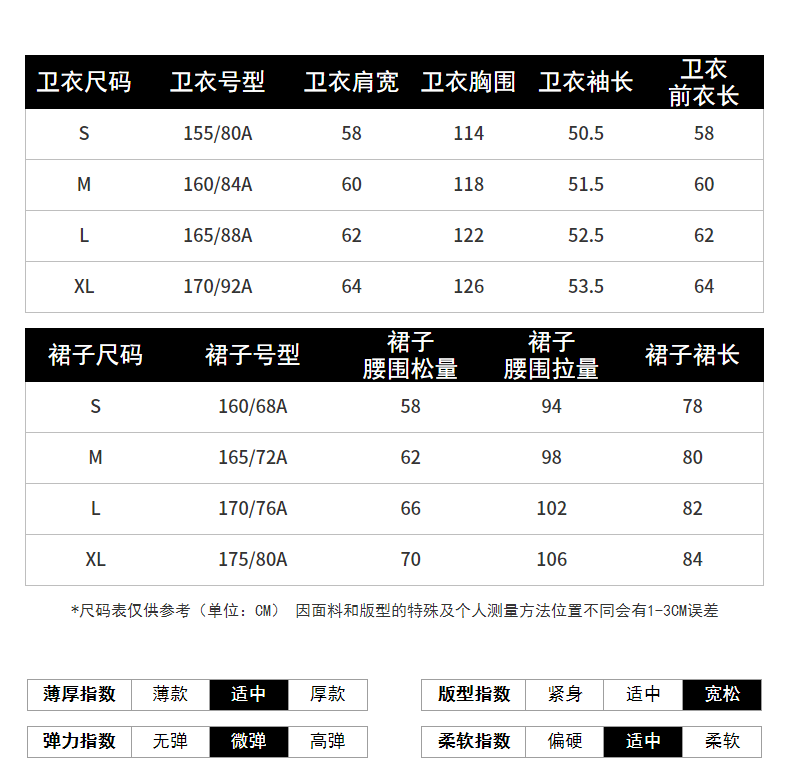 卫衣尺码 卫衣号型 卫衣肩宽 卫衣胸围 卫衣袖长 卫衣前衣长
S 155/80A 58 114 50.5 58
M 160/84A 60 118 51.5 60
L 165/88A 62 122 52.5 62
XL 170/92A 64 126 53.5 64
裙子尺码 裙子号型 裙子腰围松量 裙子腰围拉量 裙子裙长
S 160/68A 58 94 78
M 165/72A 62 98 80
L 170/76A 66 102 82
XL 175/80A 70 106 84
*尺码表仅供参考（单位：CM） 因面料和版型的特殊及个人测量方法位置不同会有1-3CM误差
薄厚指数 薄款 适中 厚款 版型指数 紧身 适中 宽松
弹力指数 无弹 微弹 高弹 柔软指数 偏硬 适中 柔软